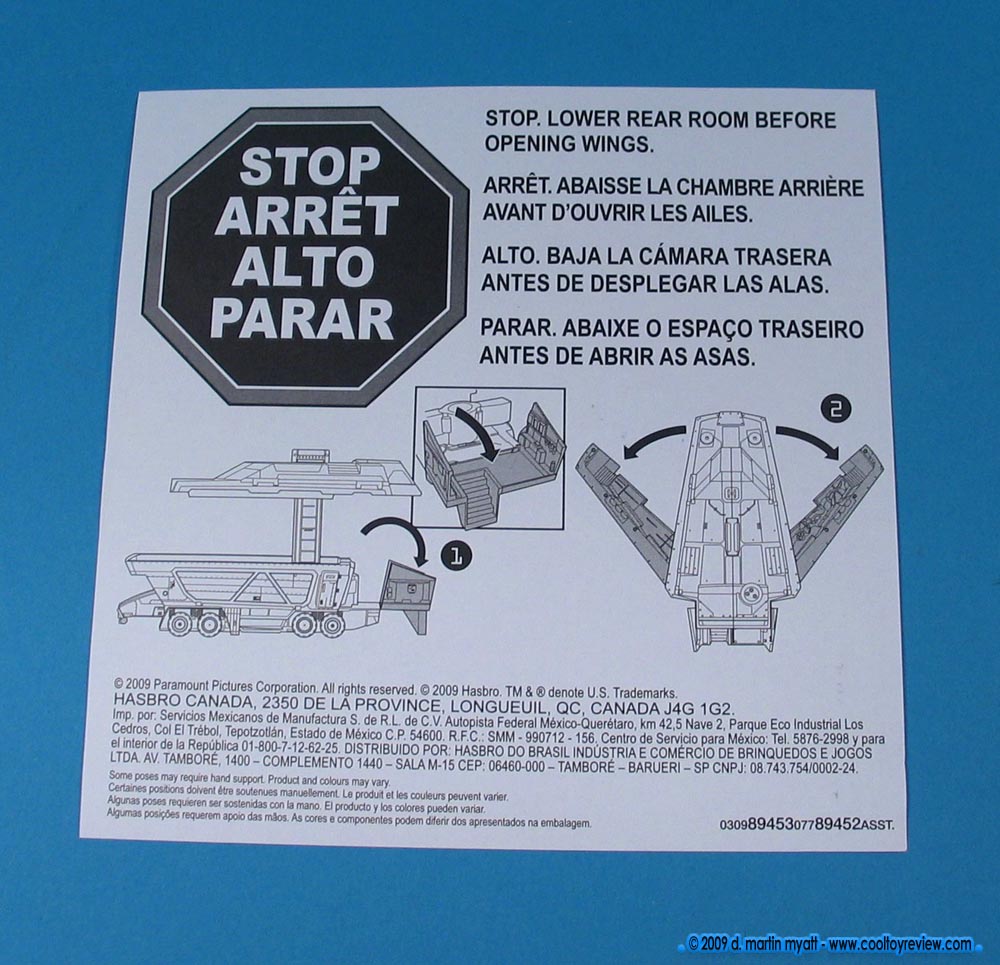 STOP
ARRÊT
ALTO
PARAR
STOP. LOWER REAR ROOM BEFORE
OPENING WINGS.
ARRÊT. ABAISSE LA CHAMBRE ARRIÈRE
AVANT D'OUVRIR LES AILES.
ALTO. BAJA LA CÁMARA TRASERA
ANTES DE DESPLEGAR LAS ALAS.
PARAR. ABAIXE O ESPAÇO TRASEIRO
ANTES DE ABRIR AS ASAS.
1
2
© 2009 Paramount Pictures Corporation. All rights reserved. © 2009 Hasbro. TM & ® denote U.S. Trademarks.
HASBRO CANADA, 2350 DE LA PROVINCE, LONGUEUIL, QC, CANADA J4G 1G2.
Imp. por: Servicios Mexicanos de Manufactura S. de R.L. de C.V. Autopista Federal México-Querétaro, km 42,5 Nave 2, Parque Eco Industrial Los
Cedros, Col El Trébol, Tepotzotlán, Estado de México C.P. 54600. R.F.C.: SMM - 990712 - 156, Centro de Servicio para México: Tel. 5876-2998 y para
el interior de la República 01-800-7-12-62-25. DISTRIBUIDO POR: HASBRO DO BRASIL INDÚSTRIA E COMÉRCIO DE BRINQUEDOS E JOGOS
LTDA. AV. TAMBORÉ, 1400 – COMPLEMENTO 1440 – SALA M-15 CEP: 06460-000 – TAMBORÉ – BARUERI – SP CNPJ: 08.743.754/0002-24.
Some poses may require hand support. Product and colours may vary.
Certaines positions doivent être soutenues manuellement. Le produit et les couleurs peuvent varier.
Algunas poses requieren ser sostenidas con la mano. El producto y los colores pueden variar.
Algumas posições requerem apoio das mãos. As cores e componentes podem diferir dos apresentados na embalagem.
03098945307789452ASST.
© 2009 d. martin myatt - www.cooltoyreview.com